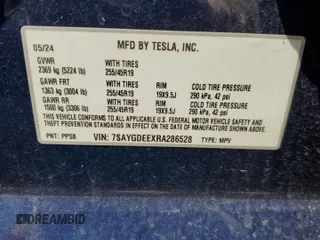 05/24
MFD BY TESLA, INC.
GVWR
2369 kg (5224 lb)
WITH TIRES
255/45R19
GAWR FRT
1363 kg (3004 lb)
WITH TIRES
255/45R19
RIM
19X9.5J
COLD TIRE PRESSURE
290 kPa, 42 psi
GAWR RR
1500 kg (3306 lb)
WITH TIRES
255/45R19
RIM
19X9.5J
COLD TIRE PRESSURE
290 kPa, 42 psi
THIS VEHICLE CONFORMS TO ALL APPLICABLE U.S. FEDERAL MOTOR VEHICLE
SAFETY AND THEFT PREVENTION STANDARDS IN EFFECT ON THE DATE OF
MANUFACTURE SHOWN ABOVE.
PNT: PPSB
VIN: 7SAYGDEEXRA286528
TYPE: MPV
DREAMBID